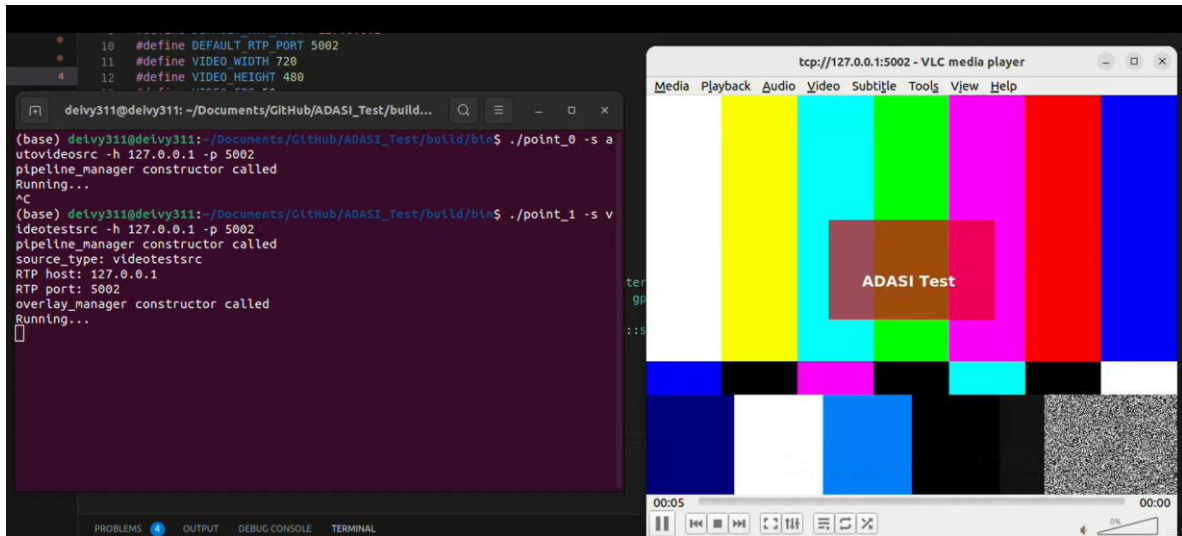 10 #define DEFAULT_RTP_PORT 5002
11 #define VIDEO_WIDTH 720
4 12 #define VIDEO_HEIGHT 480
deivy311@deivy311: ~/Documents/GitHub/ADASI_Test/build...
(base) deivy311@deivy311:~/Documents/GitHub/ADASI_Test/build/bin$ ./point_0 -s a
utovideosrc -h 127.0.0.1 -p 5002
pipeline_manager constructor called
Running...
^C
(base) deivy311@deivy311:~/Documents/GitHub/ADASI_Test/build/bin$ ./point_1 -s v
ideotestsrc -h 127.0.0.1 -p 5002
pipeline_manager constructor called
source_type: videotestsrc
RTP host: 127.0.0.1
RTP port: 5002
overlay_manager constructor called
Running...
ter
gp
::s
PROBLEMS 4 OUTPUT DEBUG CONSOLE TERMINAL
tcp://127.0.0.1:5002 - VLC media player
Media Playback Audio Video Subtitle Tools View Help
ADASI Test
00:05 00:00
0%